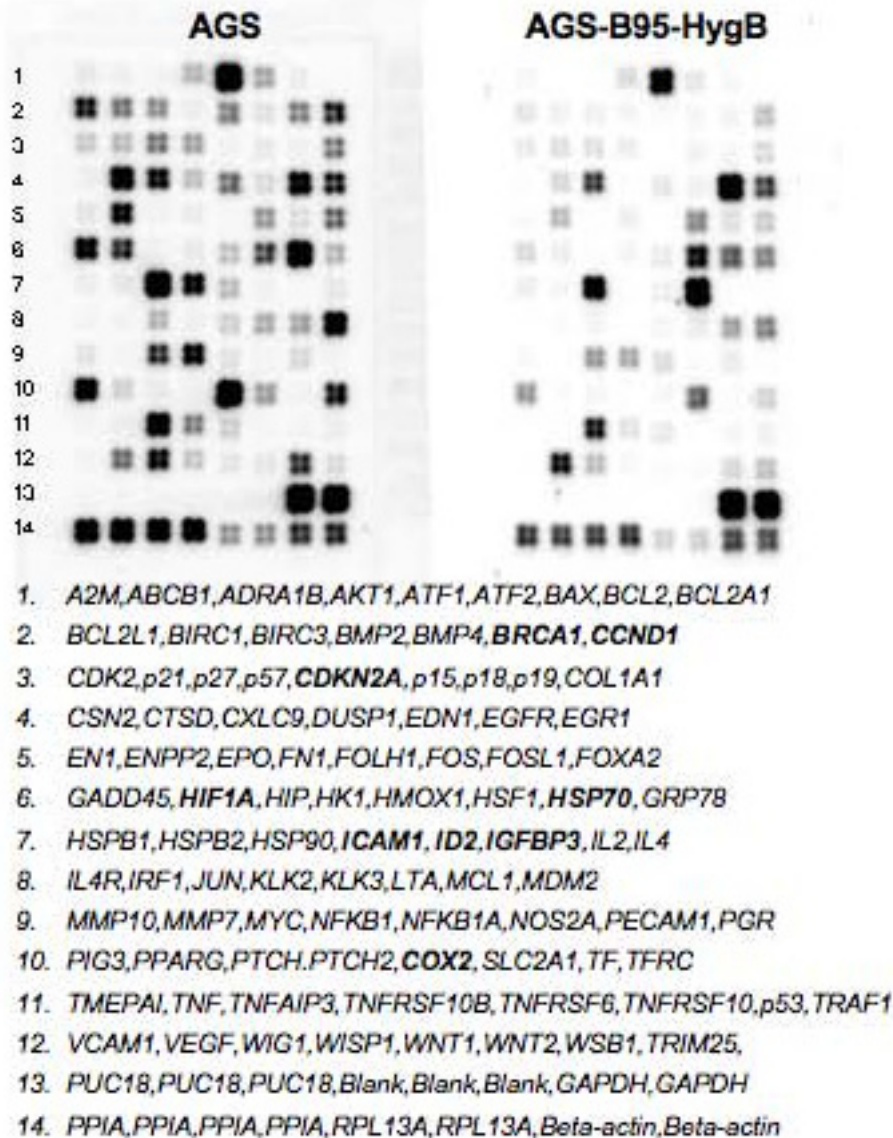 AGS AGS-B95-HygB
1
2
3
4
5
6
7
8
9
10
11
12
13
14
1. A2M,ABCB1,ADRA1B,AKT1,ATF1,ATF2,BAX,BCL2,BCL2A1
2. BCL2L1,BIRC1,BIRC3,BMP2,BMP4,BRCA1,CCND1
3. CDK2,p21,p27,p57,CDKN2A,p15,p18,p19,COL1A1
4. CSN2,CTSD,CXLC9,DUSP1,EDN1,EGFR,EGR1
5. EN1,ENPP2,EPO,FN1,FOLH1,FOS,FOSL1,FOXA2
6. GADD45,HIF1A,HIP,HK1,HMOX1,HSF1,HSP70,GRP78
7. HSPB1,HSPB2,HSP90,ICAM1,ID2,IGFBP3,IL2,IL4
8. IL4R,IRF1,JUN,KLK2,KLK3,LTA,MCL1,MDM2
9. MMP10,MMP7,MYC,NFKB1,NFKB1A,NOS2A,PECAM1,PGR
10. PIG3,PPARG,PTCH.PTCH2,COX2,SLC2A1,TF,TFRC
11. TMEPAI,TNF,TNFAIP3,TNFRSF10B,TNFRSF6,TNFRSF10,p53,TRAF1
12. VCAM1,VEGF,WIG1,WISP1,WNT1,WNT2,WSB1,TRIM25,
13. PUC18,PUC18,PUC18,Blank,Blank,Blank,GAPDH,GAPDH
14. PPIA,PPIA,PPIA,PPIA,RPL13A,RPL13A,Beta-actin,Beta-actin